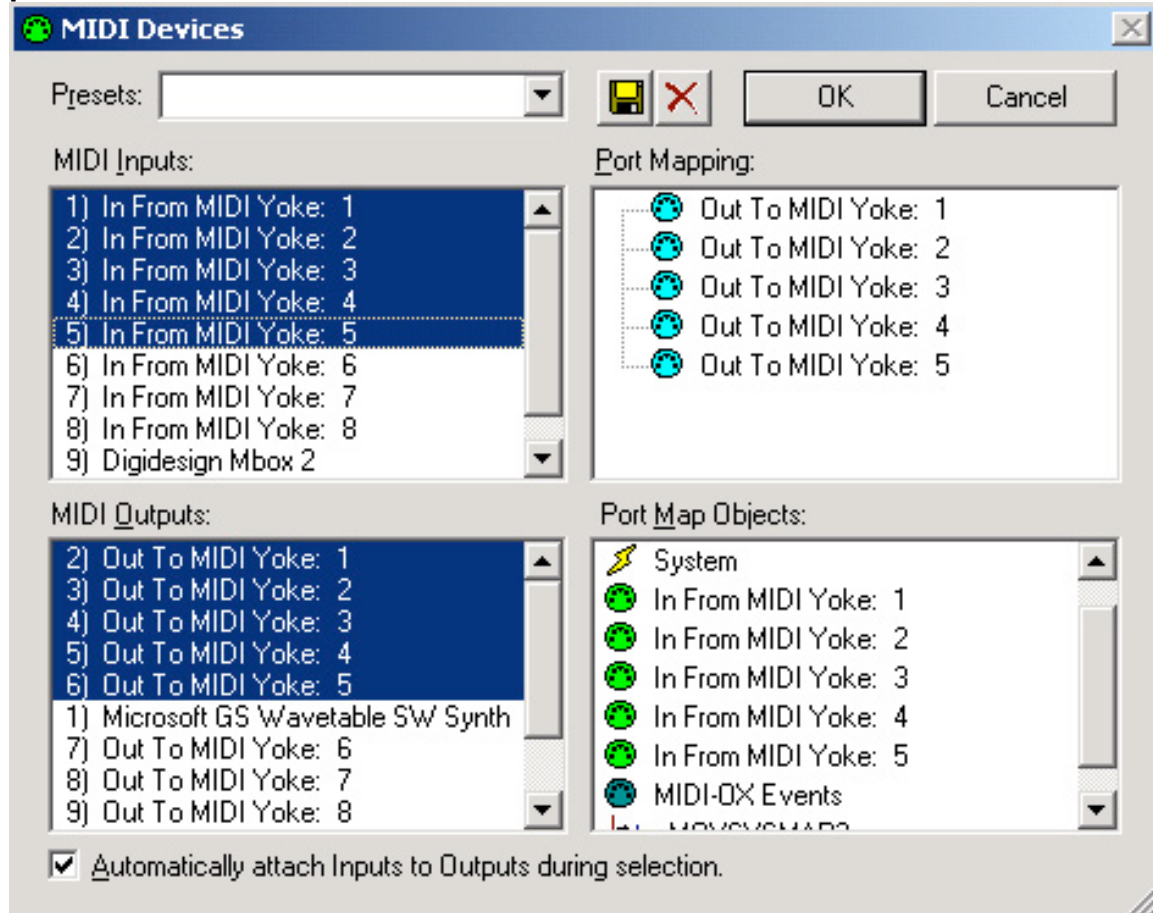 MIDI Devices
Presets:
OK
Cancel
MIDI Inputs:
1) In From MIDI Yoke: 1
2) In From MIDI Yoke: 2
3) In From MIDI Yoke: 3
4) In From MIDI Yoke: 4
5) In From MIDI Yoke: 5
6) In From MIDI Yoke: 6
7) In From MIDI Yoke: 7
8) In From MIDI Yoke: 8
9) Digidesign Mbox 2
Port Mapping:
Out To MIDI Yoke: 1
Out To MIDI Yoke: 2
Out To MIDI Yoke: 3
Out To MIDI Yoke: 4
Out To MIDI Yoke: 5
MIDI Outputs:
2) Out To MIDI Yoke: 1
3) Out To MIDI Yoke: 2
4) Out To MIDI Yoke: 3
5) Out To MIDI Yoke: 4
6) Out To MIDI Yoke: 5
1) Microsoft GS Wavetable SW Synth
7) Out To MIDI Yoke: 6
8) Out To MIDI Yoke: 7
9) Out To MIDI Yoke: 8
Port Map Objects:
System
In From MIDI Yoke: 1
In From MIDI Yoke: 2
In From MIDI Yoke: 3
In From MIDI Yoke: 4
In From MIDI Yoke: 5
MIDI-OX Events
Automatically attach Inputs to Outputs during selection.